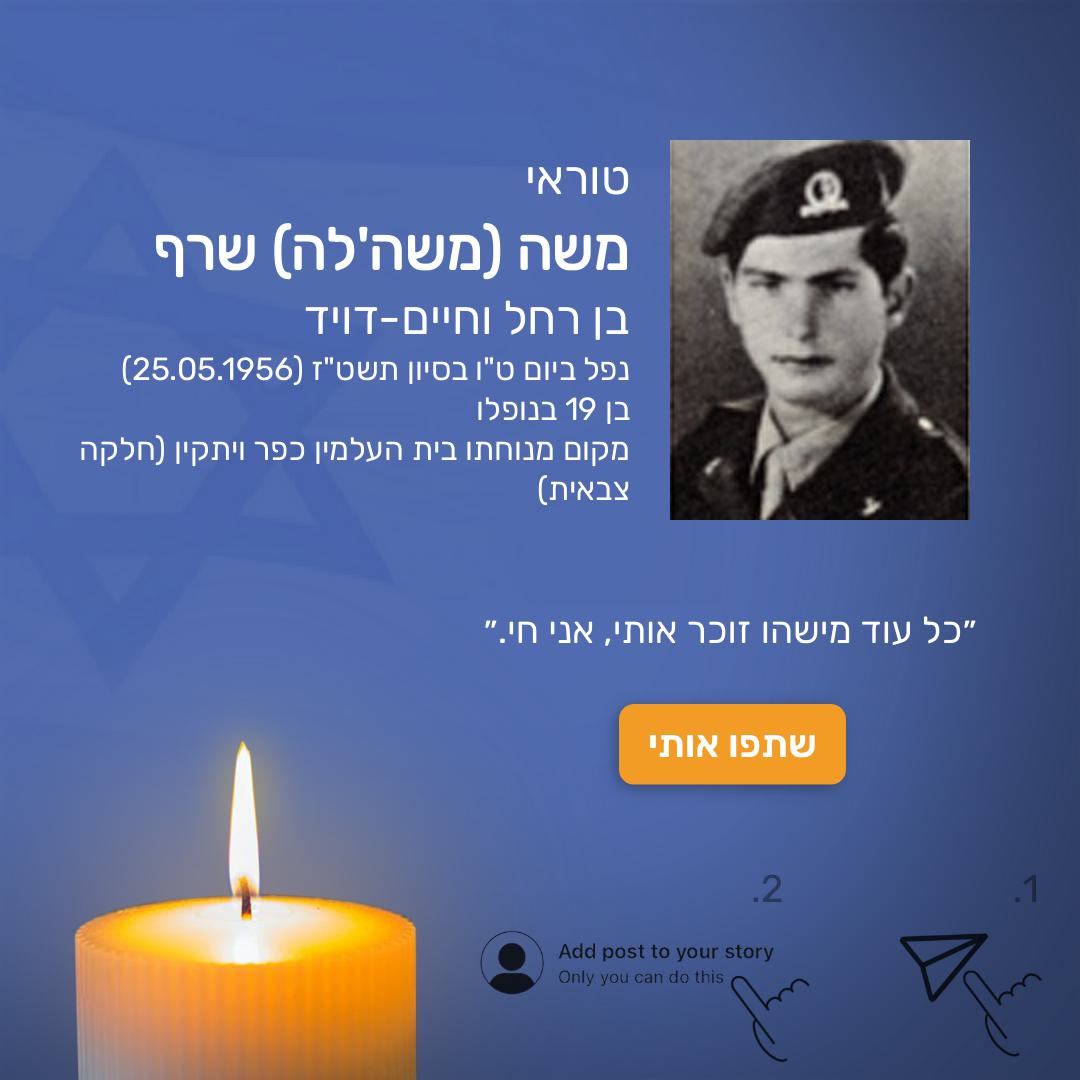 טוראי
משה (משה'לה) שרף
בן רחל וחיים-דויד
נפל ביום ט"ו בסיון תשט"ז (25.05.1956)
בן 19 בנופלו
מקום מנוחתו בית העלמין כפר ויתקין (חלקה
צבאית)
״כל עוד מישהו זוכר אותי, אני חי.״
שתפו אותי
1.
2.
Add post to your story
Only you can do this